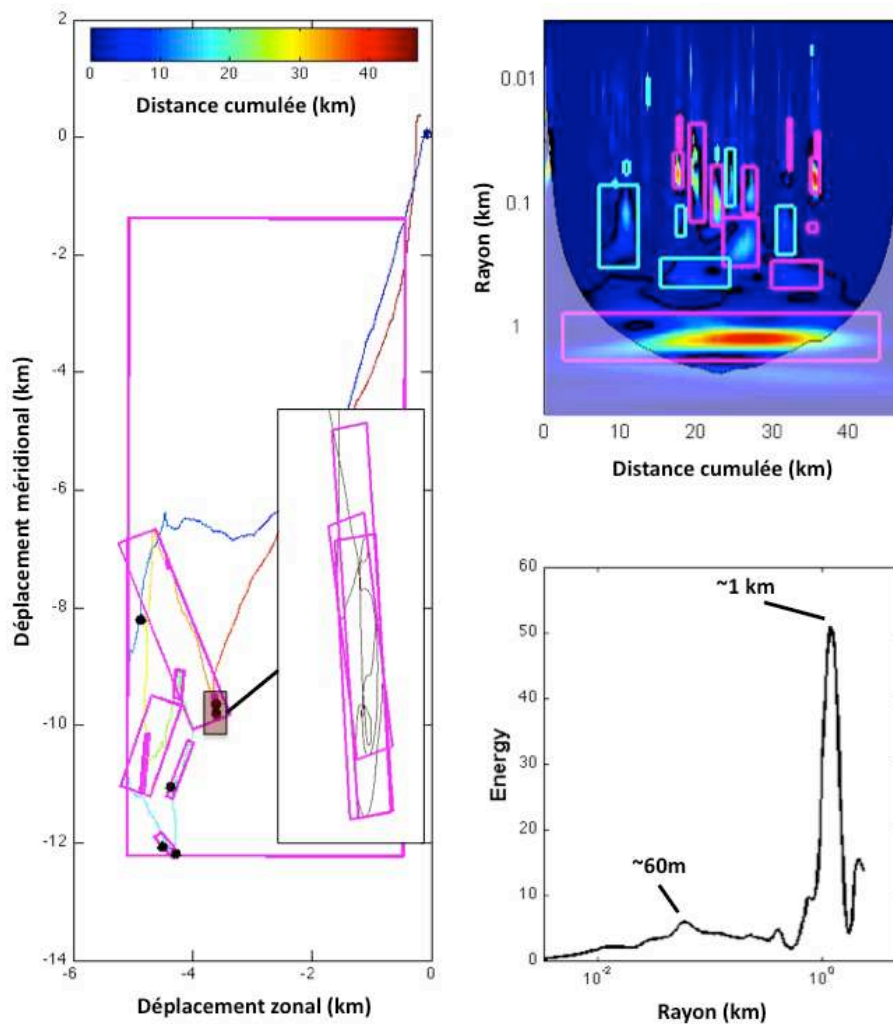 2
0 10 20 30 40
Distance cumulée (km)
0
-2
-4
-6
-8
-10
-12
-14
Déplacement méridional (km)
-6 -4 -2 0
Déplacement zonal (km)
0.01
0.1
1
Rayon (km)
0 10 20 30 40
Distance cumulée (km)
60
50
40
30
20
10
0
Energy
~1 km
~60m
10⁻² 10⁰
Rayon (km)